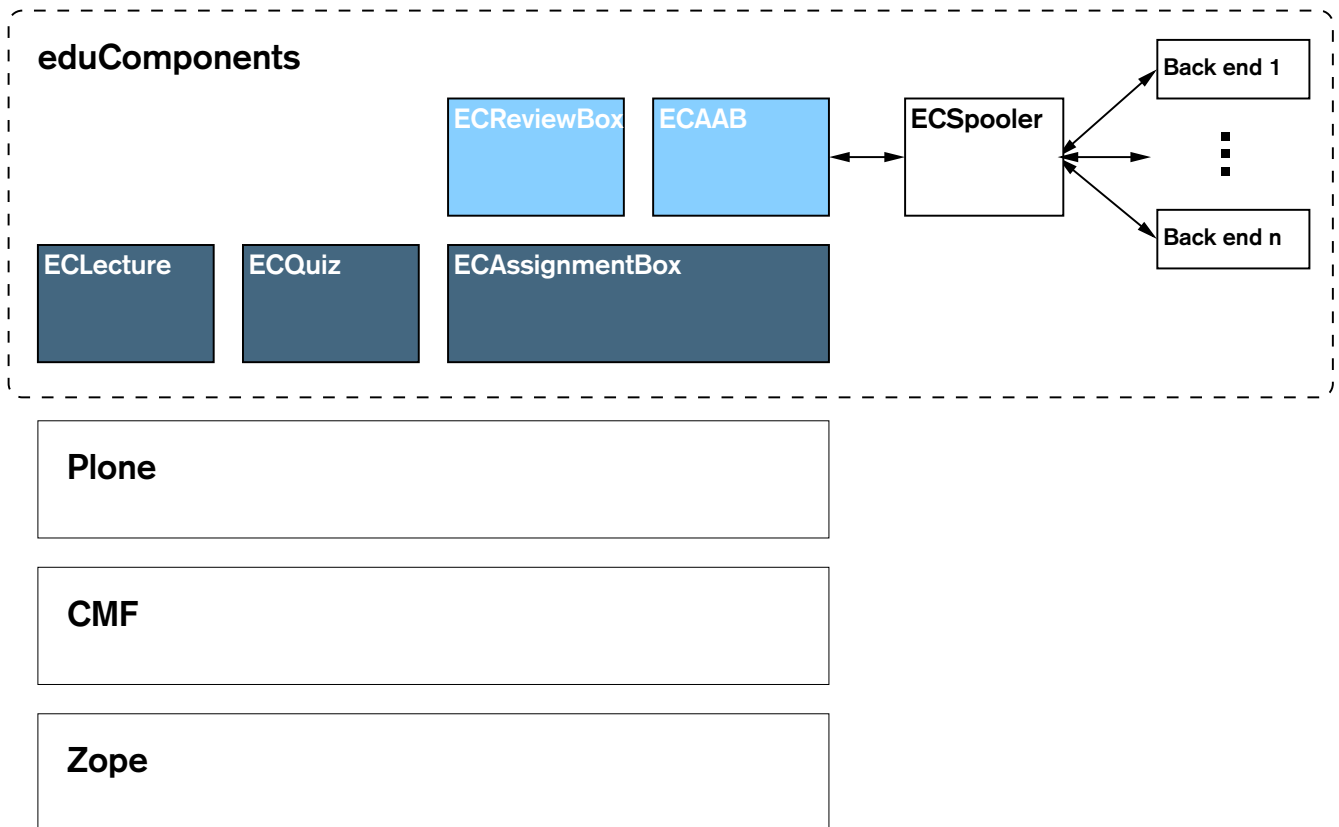 eduComponents
Back end 1
ECReviewBox
ECAAB
ECSpooler
Back end n
ECLecture
ECQuiz
ECAssignmentBox
Plone
CMF
Zope